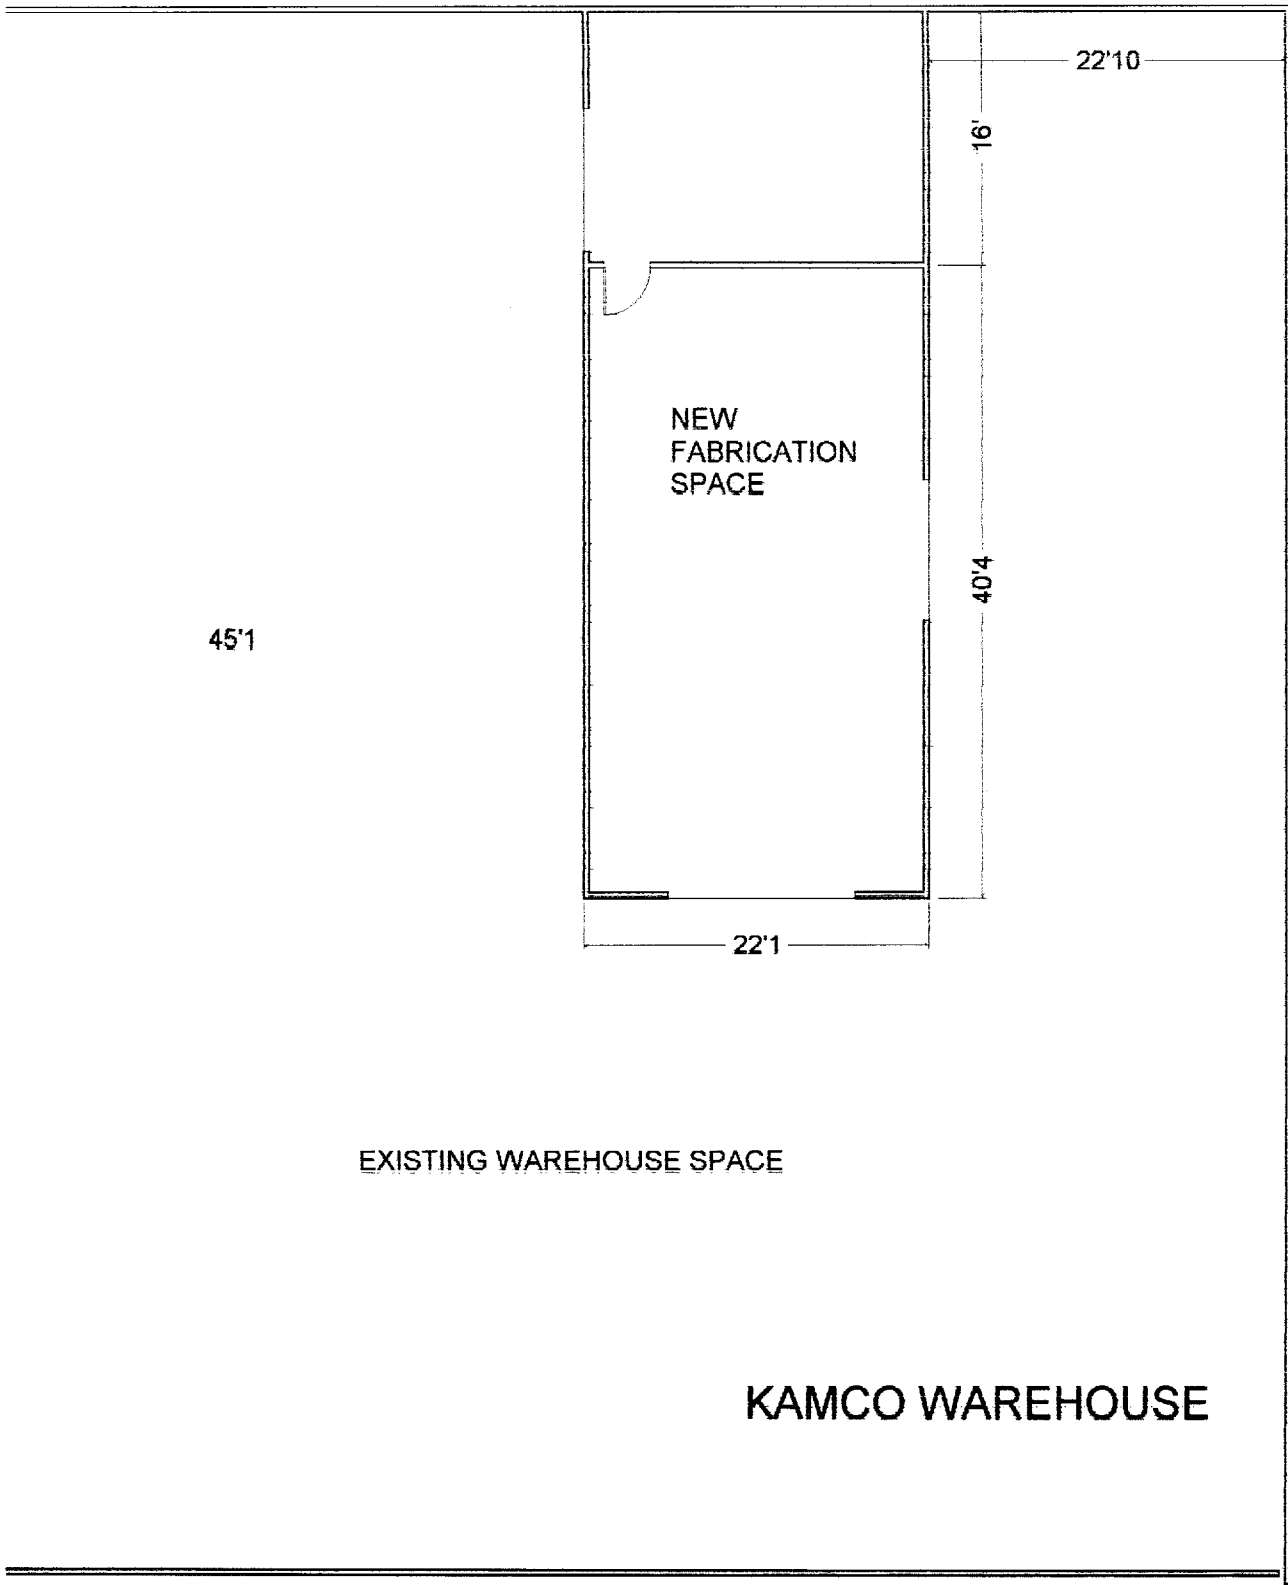 22'10
16'
NEW
FABRICATION
SPACE
40'4
45'1
22'1
EXISTING WAREHOUSE SPACE
KAMCO WAREHOUSE